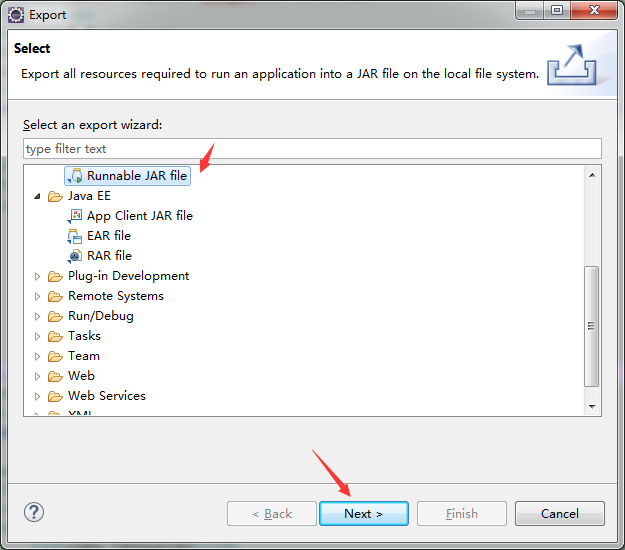 Export
Select
Export all resources required to run an application into a JAR file on the local file system.
Select an export wizard:
type filter text
Runnable JAR file
Java EE
App Client JAR file
EAR file
RAR file
Plug-in Development
Remote Systems
Run/Debug
Tasks
Team
Web
Web Services
XML
?
< Back
Next >
Finish
Cancel